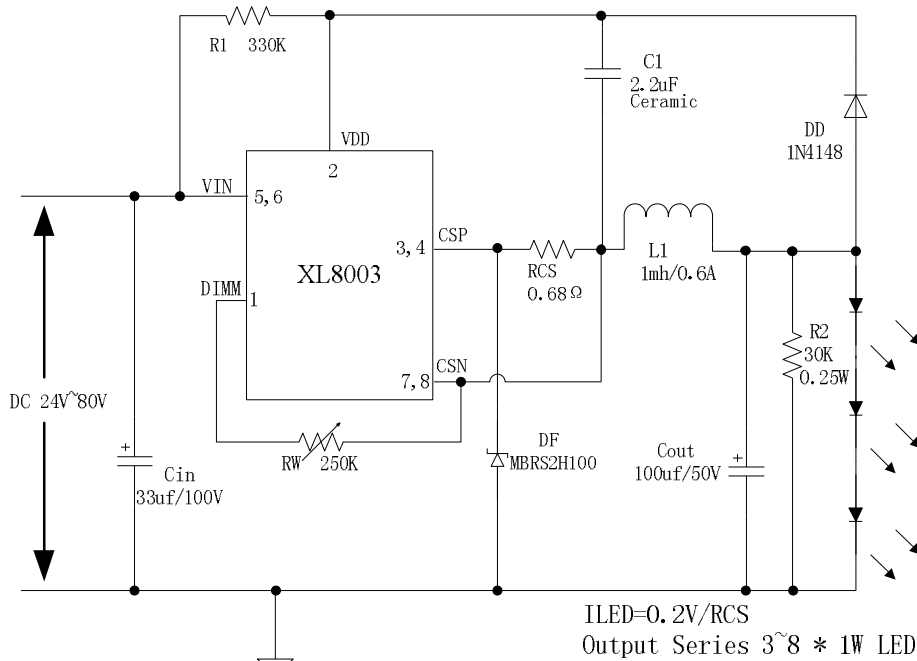 R1 330K
C1
2.2uF
Ceramic
VDD
2
DD
1N4148
VIN
5,6
CSP
3,4
XL8003
RCS
0.68Ω
L1
1mh/0.6A
DIMM
1
R2
30K
0.25W
CSN
7,8
DC 24V~80V
RW 250K
DF
MBRS2H100
Cout
100uf/50V
+
+
Cin
33uf/100V
ILED=0.2V/RCS
Output Series 3~8 * 1W LED